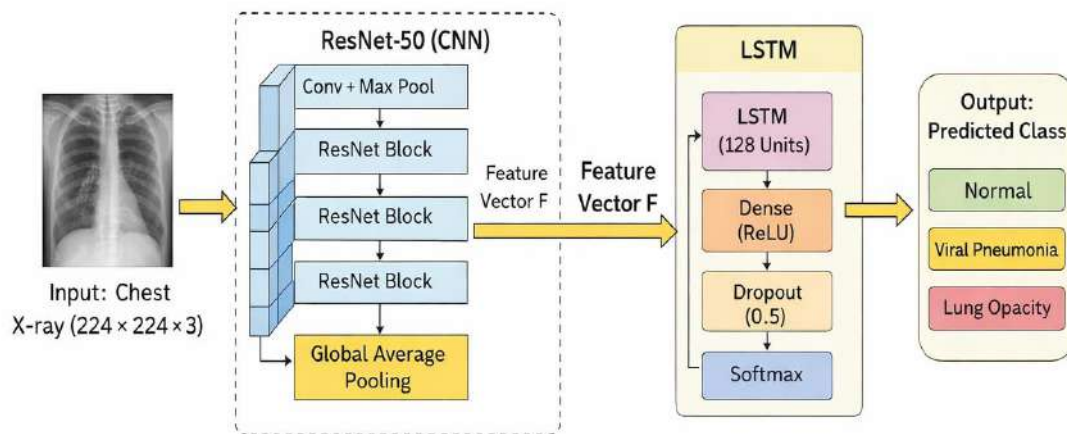 Input: Chest
X-ray (224 × 224 × 3)
ResNet-50 (CNN)
Conv + Max Pool
ResNet Block
ResNet Block
ResNet Block
Global Average
Pooling
Feature
Vector F
Feature
Vector F
LSTM
LSTM
(128 Units)
Dense
(ReLU)
Dropout
(0.5)
Softmax
Output:
Predicted Class
Normal
Viral Pneumonia
Lung Opacity